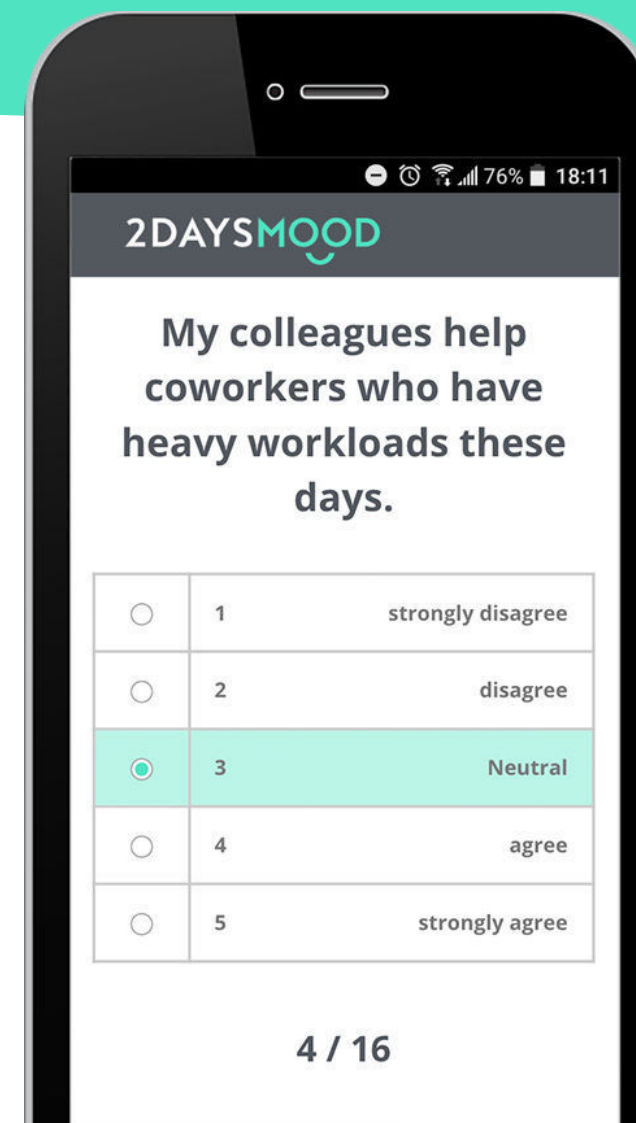 76% 18:11
2DAYSMOOD
My colleagues help
coworkers who have
heavy workloads these
days.
1 strongly disagree
2 disagree
3 Neutral
4 agree
5 strongly agree
4 / 16